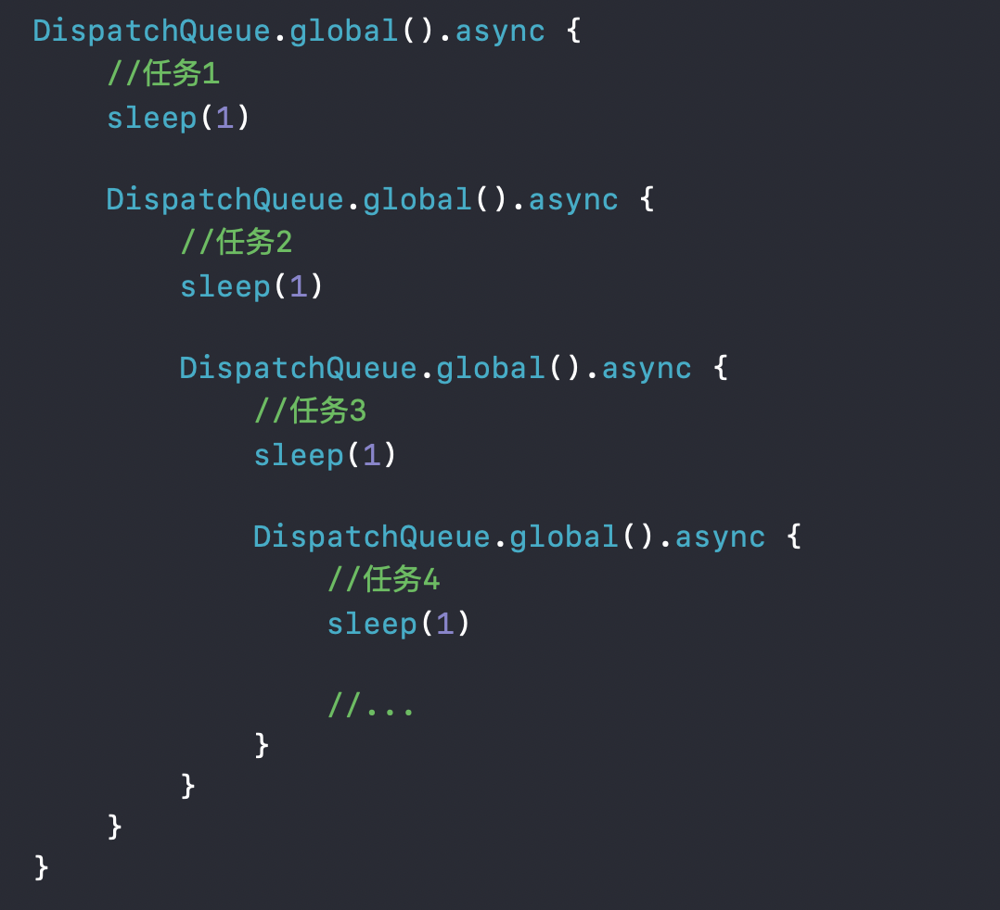 DispatchQueue.global().async {
    //任务1
    sleep(1)

    DispatchQueue.global().async {
        //任务2
        sleep(1)

        DispatchQueue.global().async {
            //任务3
            sleep(1)

            DispatchQueue.global().async {
                //任务4
                sleep(1)

                //...
            }
        }
    }
}